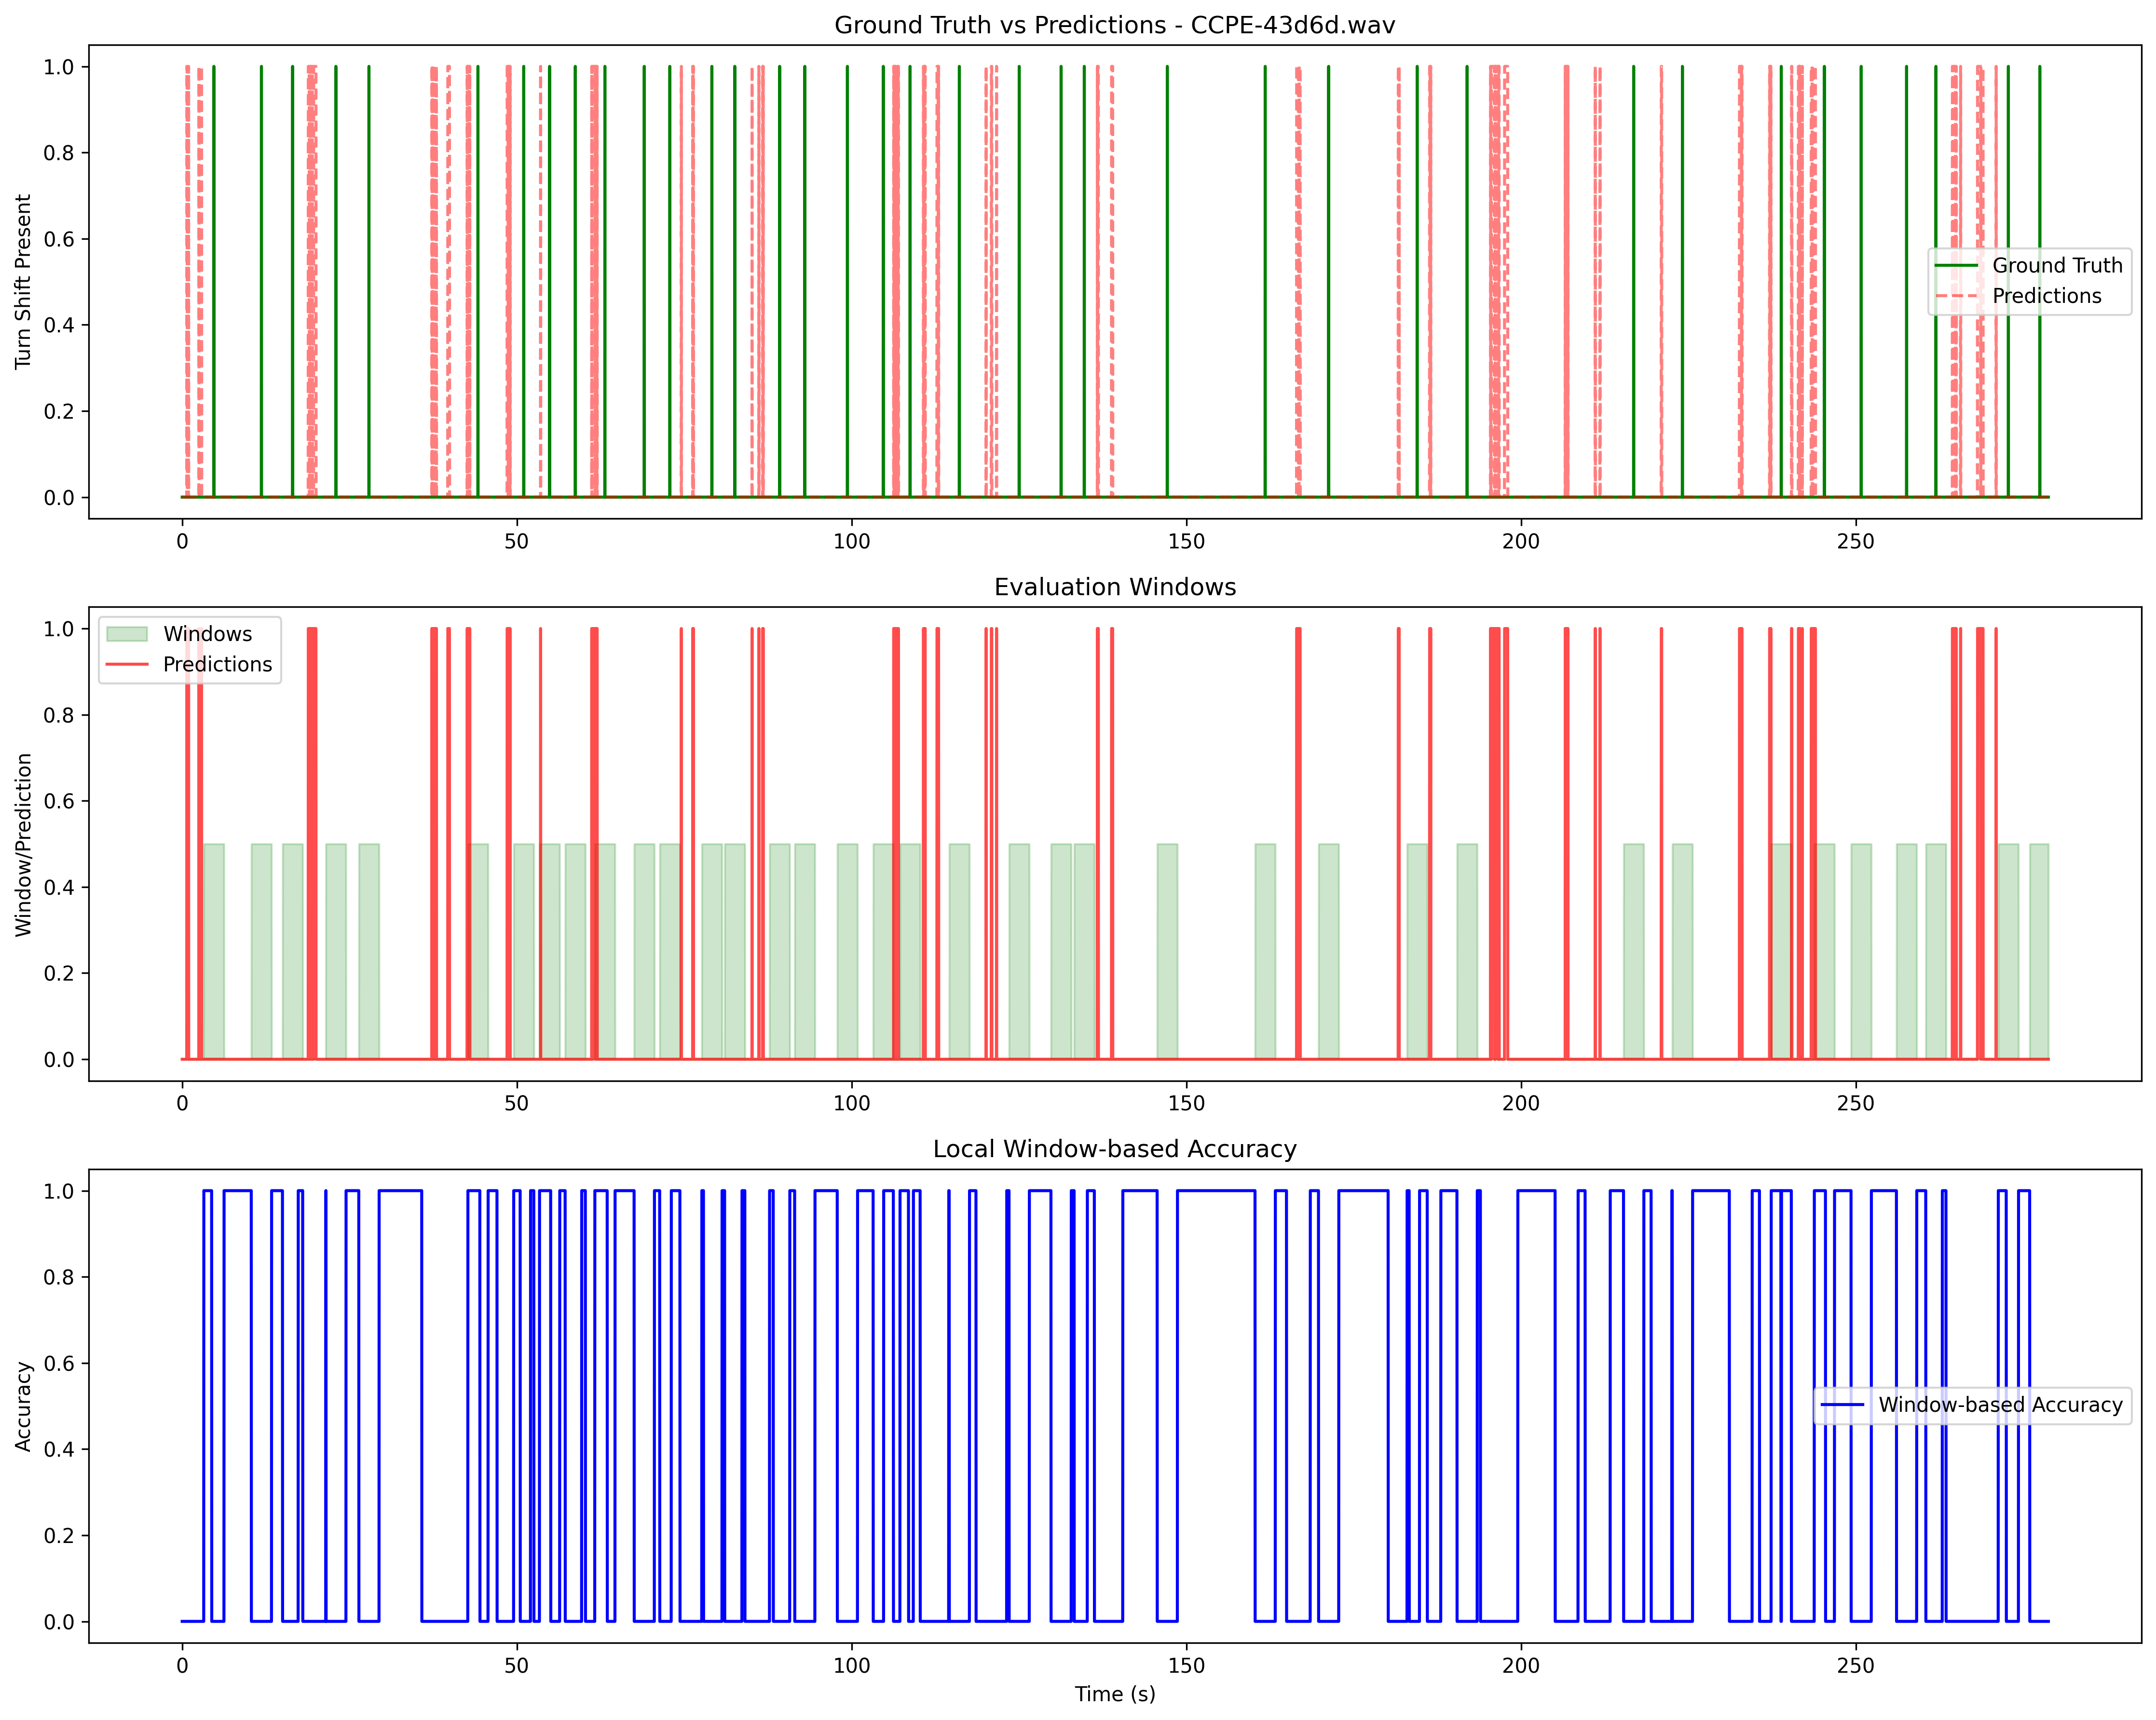 Ground Truth vs Predictions - CCPE-43d6d.wav
Turn Shift Present
1.0
0.8
0.6
0.4
0.2
0.0
Ground Truth
Predictions
0 50 100 150 200 250
Evaluation Windows
Window/Prediction
1.0
0.8
0.6
0.4
0.2
0.0
Windows
Predictions
0 50 100 150 200 250
Local Window-based Accuracy
Accuracy
1.0
0.8
0.6
0.4
0.2
0.0
Window-based Accuracy
0 50 100 150 200 250
Time (s)